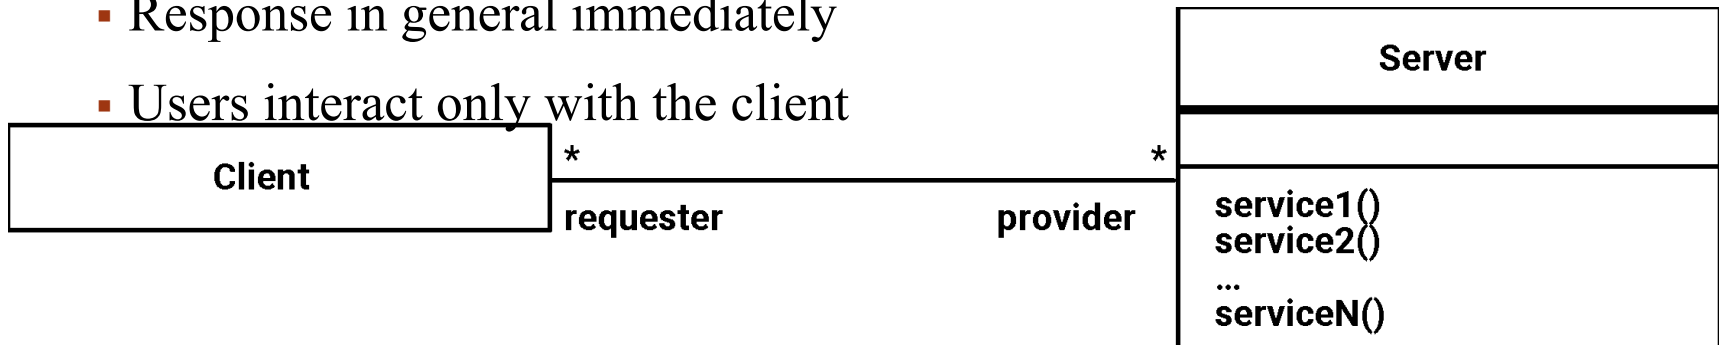 ▪ Response in general immediately
▪ Users interact only with the client
Server
Client
*
*
requester
provider
service1()
service2()
...
serviceN()